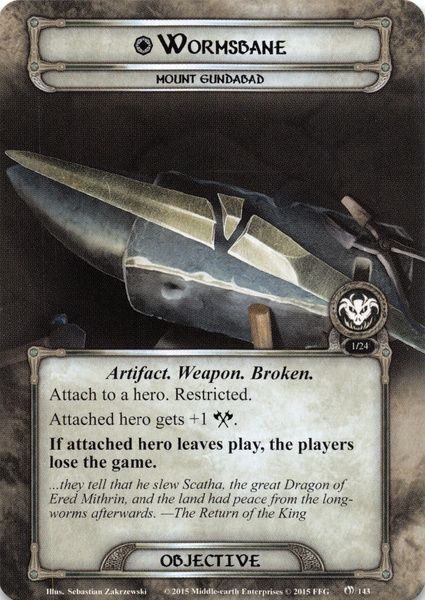 Wormsbane
Mount Gundabad
1/24
Artifact. Weapon. Broken.
Attach to a hero. Restricted.
Attached hero gets +1 .
If attached hero leaves play, the players
lose the game.
...they tell that he slew Scatha, the great Dragon of
Ered Mithrin, and the land had peace from the long-
worms afterwards. —The Return of the King
OBJECTIVE
Illus. Sebastian Zakrzewski © 2015 Middle-earth Enterprises © 2015 FFG 143